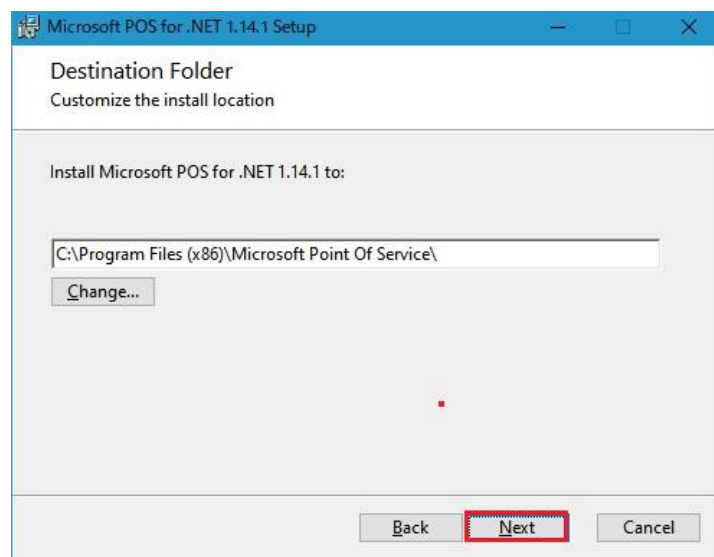 Microsoft POS for .NET 1.14.1 Setup
Destination Folder
Customize the install location
Install Microsoft POS for .NET 1.14.1 to:
C:\Program Files (x86)\Microsoft Point Of Service\
Change...
Back Next Cancel